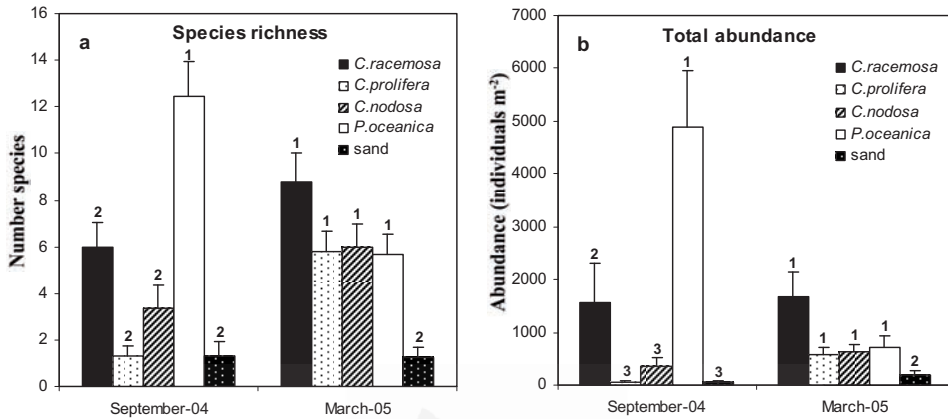 a
Species richness
C.racemosa
C.prolifera
C.nodosa
P.oceanica
sand
Number species
16
14
12
10
8
6
4
2
0
2
2
2
1
2
1
1
1
1
2
September-04
March-05
b
Total abundance
C.racemosa
C.prolifera
C.nodosa
P.oceanica
sand
Abundance (individuals m-2)
7000
6000
5000
4000
3000
2000
1000
0
2
3
3
1
3
1
1
1
1
2
September-04
March-05